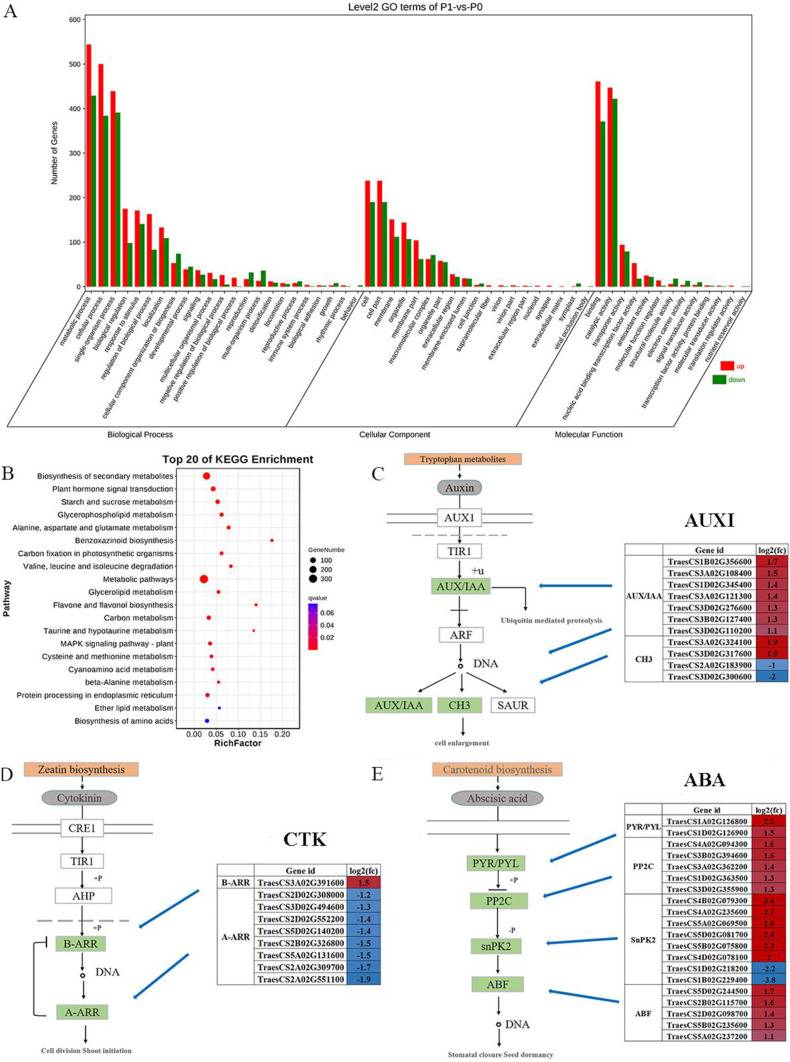 A
Level2 GO terms of P1-vs-P0
Number of Genes
600
500
400
300
200
100
0
metabolic process
cellular process
single-organism process
biological regulation
response to stimulus
regulation of biological process
localization
cellular component organization or biogenesis
developmental process
signaling
multicellular organismal process
negative regulation of biological process
positive regulation of biological process
reproduction
multi-organism process
detoxification
locomotion
reproductive process
immune system process
biological adhesion
growth
rhythmic process
behavior
cell
cell part
membrane
organelle
membrane part
macromolecular complex
organelle part
extracellular region
membrane-enclosed lumen
cell junction
supramolecular fiber
virion
virion part
extracellular region part
nucleoid
synapse
extracellular matrix
symplast
viral occlusion body
binding
catalytic activity
transporter activity
nucleic acid binding transcription factor activity
antioxidant activity
molecular function regulator
structural molecule activity
electron carrier activity
signal transducer activity
transcription factor activity, protein binding
molecular transducer activity
translation regulator activity
nutrient reservoir activity
up
down
Biological Process
Cellular Component
Molecular Function
B
Top 20 of KEGG Enrichment
Pathway
Biosynthesis of secondary metabolites
Plant hormone signal transduction
Starch and sucrose metabolism
Glycerophospholipid metabolism
Alanine, aspartate and glutamate metabolism
Benzoxazinoid biosynthesis
Carbon fixation in photosynthetic organisms
Valine, leucine and isoleucine degradation
Metabolic pathways
Glycerolipid metabolism
Flavone and flavonol biosynthesis
Carbon metabolism
Taurine and hypotaurine metabolism
MAPK signaling pathway - plant
Cysteine and methionine metabolism
Cyanoamino acid metabolism
beta-Alanine metabolism
Protein processing in endoplasmic reticulum
Ether lipid metabolism
Biosynthesis of amino acids
0.00 0.05 0.10 0.15 0.20
RichFactor
GeneNumbe
100
200
300
qvalue
0.06
0.04
0.02
C
Tryptophan metabolites
Auxin
AUX1
TIR1
+u
AUX/IAA
Ubiquitin mediated proteolysis
ARF
DNA
AUX/IAA
CH3
SAUR
cell enlargement
AUXI
Gene id log2(fc)
AUX/IAA
TraesCS1B02G356600 1.7
TraesCS3A02G108400 1.5
TraesCS1D02G345400 1.4
TraesCS3A02G121300 1.4
TraesCS3D02G276600 1.3
TraesCS3B02G127400 1.3
TraesCS3D02G110200 1.1
CH3
TraesCS3A02G324100 1.9
TraesCS3D02G317600 1.9
TraesCS2A02G183900 -1
TraesCS3D02G300600 -2
D
Zeatin biosynthesis
Cytokinin
CRE1
TIR1
+P
AHP
+P
B-ARR
DNA
A-ARR
Cell division Shoot initiation
CTK
Gene id log2(fc)
B-ARR TraesCS3A02G391600 1.5
A-ARR
TraesCS2D02G308000 -1.2
TraesCS3D02G494600 -1.3
TraesCS2D02G552200 -1.4
TraesCS5D02G140200 -1.4
TraesCS2B02G326800 -1.5
TraesCS5A02G131600 -1.5
TraesCS2A02G309700 -1.7
TraesCS2A02G551100 -1.9
E
Carotenoid biosynthesis
Abscisic acid
PYR/PYL
+P
PP2C
-P
snPK2
ABF
DNA
Stomatal closure Seed dormancy
ABA
Gene id log2(fc)
PYR/PYL
TraesCS1A02G126800 2.2
TraesCS1D02G126900 1.5
PP2C
TraesCS4A02G094300 1.6
TraesCS3B02G394600 1.6
TraesCS3A02G362200 1.4
TraesCS1D02G363500 1.3
TraesCS3D02G355900 1.3
SnPK2
TraesCS4B02G079300 3.4
TraesCS4A02G235600 2.7
TraesCS5A02G069500 2.6
TraesCS5D02G081700 2.4
TraesCS5B02G075800 2.3
TraesCS4D02G078100 2
TraesCS1D02G218200 -2.2
TraesCS1B02G229400 -3.8
ABF
TraesCS5D02G244500 1.7
TraesCS2B02G115700 1.6
TraesCS2D02G098700 1.4
TraesCS5B02G235600 1.3
TraesCS5A02G237200 1.1